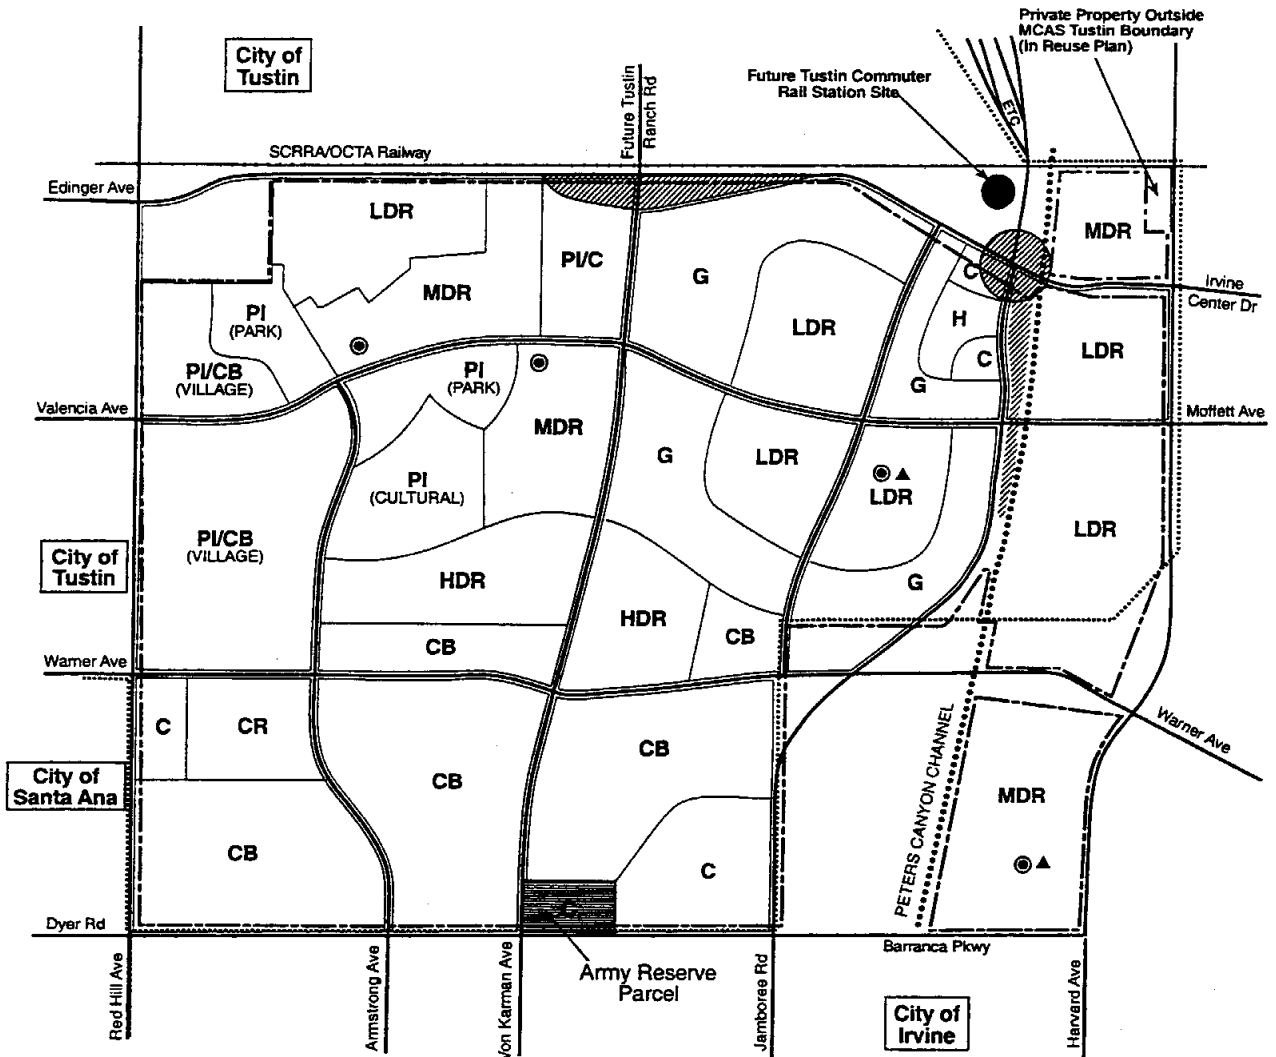 Private Property Outside
MCAS Tustin Boundary
(In Reuse Plan)
City of
Tustin
Future Tustin
Ranch Rd
Future Tustin Commuter
Rail Station Site
ETC
SCRRA/OCTA Railway
Edinger Ave
LDR
MDR
PI/C
G
C
Irvine
Center Dr
MDR
PI
(PARK)
LDR
H
LDR
C
PI/CB
(VILLAGE)
PI
(PARK)
G
Valencia Ave
Moffett Ave
MDR
G
LDR
PI
(CULTURAL)
LDR
LDR
PI/CB
(VILLAGE)
City of
Tustin
HDR
G
HDR
CB
CB
Warner Ave
C
CR
CB
Warner Ave
City of
Santa Ana
CB
MDR
PETERS CANYON CHANNEL
CB
C
C
Dyer Rd
Barranca Pkwy
Army Reserve
Parcel
Red Hill Ave
Armstrong Ave
Von Karman Ave
Jamboree Rd
Harvard Ave
City of
Irvine